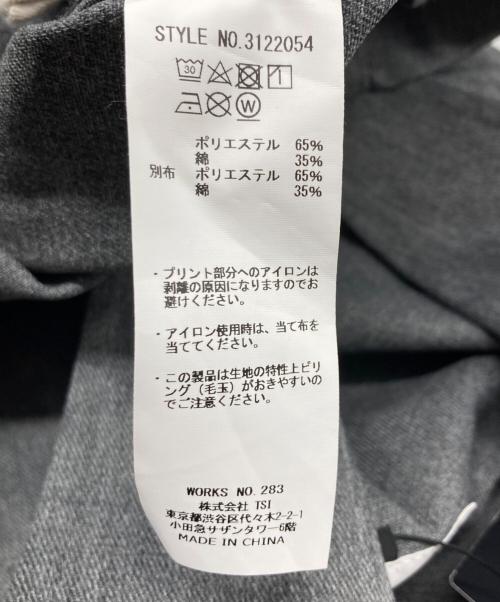 STYLE NO.3122054
30
W
ポリエステル 65%
綿 35%
別布 ポリエステル 65%
綿 35%
・プリント部分へのアイロンは
剥離の原因になりますのでお
避けください。
・アイロン使用時は、当て布を
当ててください。
・この製品は生地の特性上ピリ
ング（毛玉）がおきやすいの
でご注意ください。
WORKS NO.283
株式会社 TSI
東京都渋谷区代々木2-2-1
小田急サザンタワー6階
MADE IN CHINA